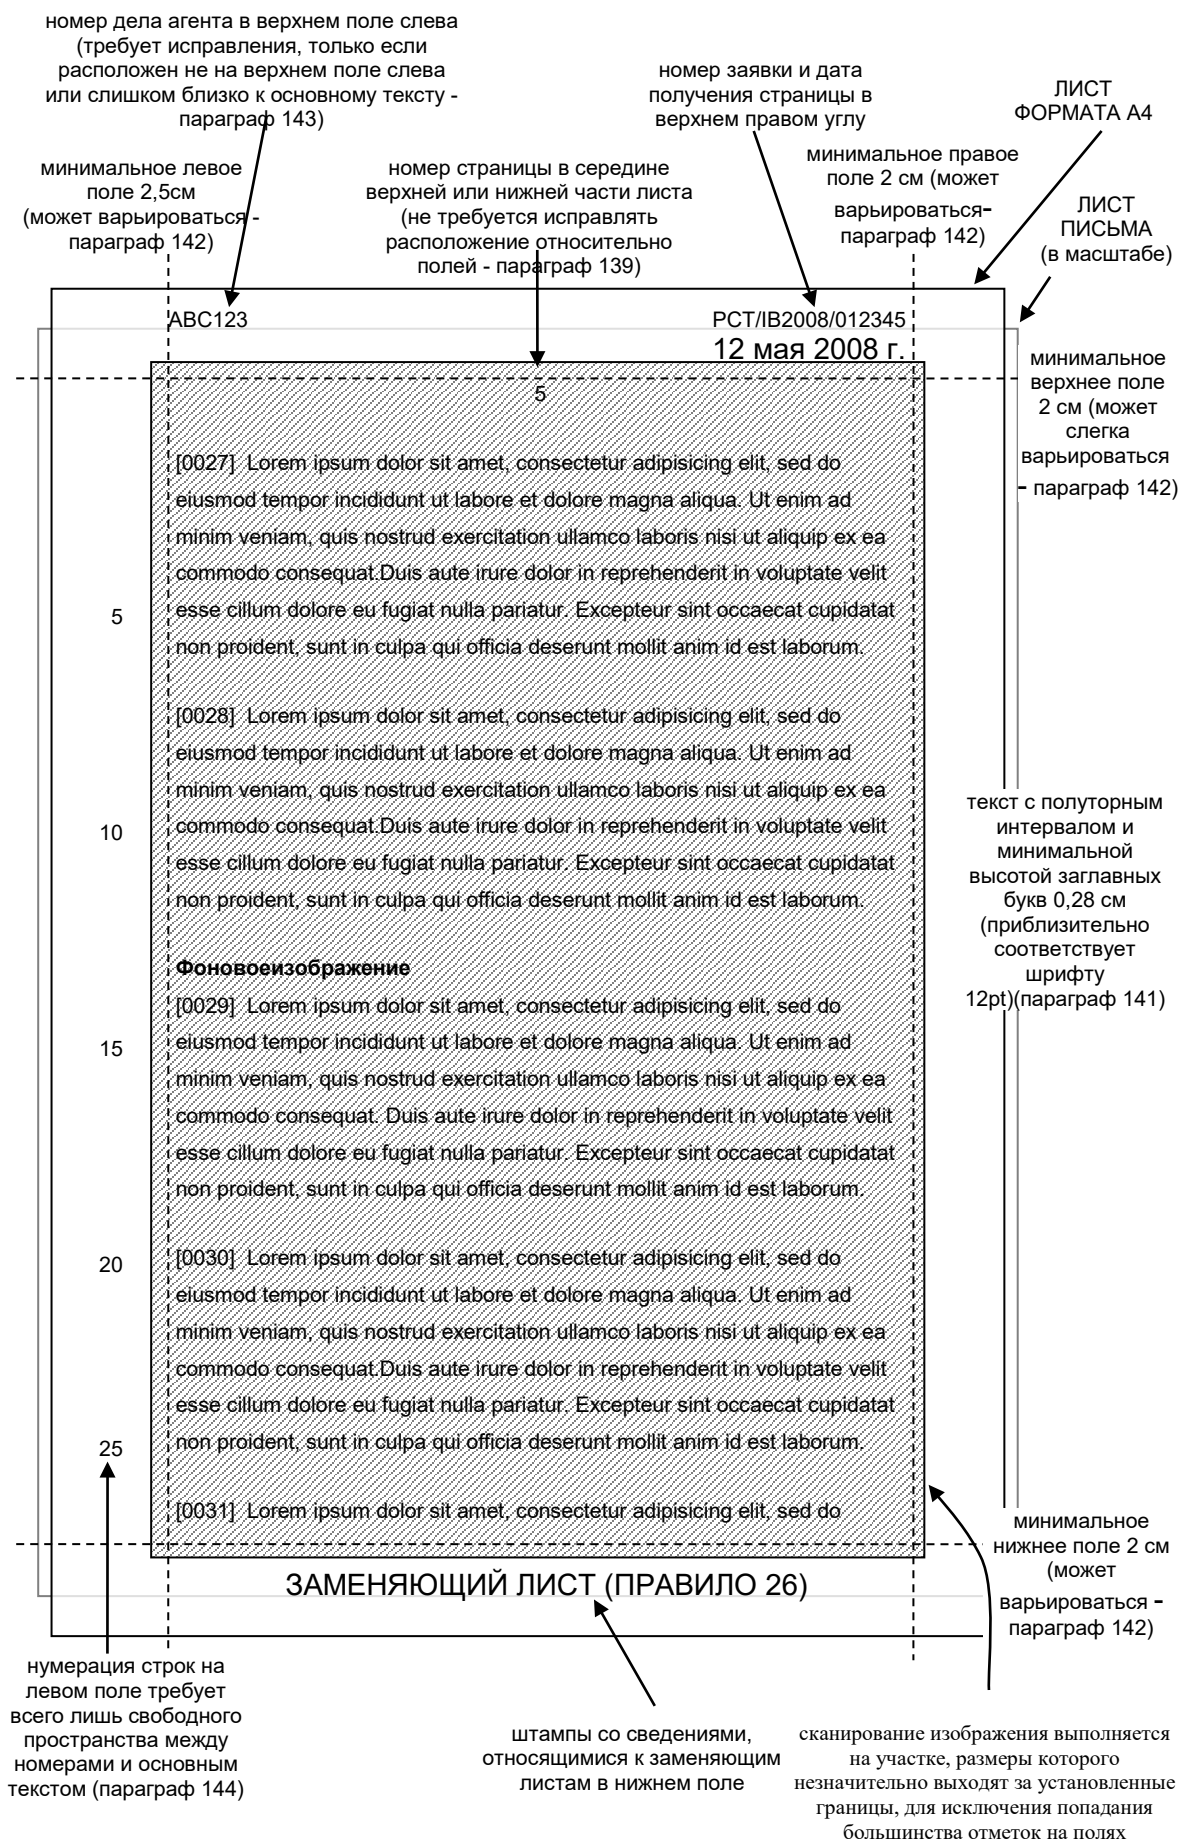 номер дела агента в верхнем поле слева
(требует исправления, только если
расположен не на верхнем поле слева
или слишком близко к основному тексту -
параграф 143)
номер заявки и дата
получения страницы в
верхнем правом углу
ЛИСТ
ФОРМАТА А4
минимальное левое
поле 2,5см
(может варьироваться -
параграф 142)
номер страницы в середине
верхней или нижней части листа
(не требуется исправлять
расположение относительно
полей - параграф 139)
минимальное правое
поле 2 см (может
варьироваться-
параграф 142)
ЛИСТ
ПИСЬМА
(в масштабе)
ABC123
PCT/IB2008/012345
12 мая 2008 г.
минимальное
верхнее поле
2 см (может
слегка
варьироваться
- параграф 142)
5
[0027] Lorem ipsum dolor sit amet, consectetur adipisicing elit, sed do
eiusmod tempor incididunt ut labore et dolore magna aliqua. Ut enim ad
minim veniam, quis nostrud exercitation ullamco laboris nisi ut aliquip ex ea
commodo consequat.Duis aute irure dolor in reprehenderit in voluptate velit
5 esse cillum dolore eu fugiat nulla pariatur. Excepteur sint occaecat cupidatat
non proident, sunt in culpa qui officia deserunt mollit anim id est laborum.
[0028] Lorem ipsum dolor sit amet, consectetur adipisicing elit, sed do
eiusmod tempor incididunt ut labore et dolore magna aliqua. Ut enim ad
minim veniam, quis nostrud exercitation ullamco laboris nisi ut aliquip ex ea
10 commodo consequat.Duis aute irure dolor in reprehenderit in voluptate velit
esse cillum dolore eu fugiat nulla pariatur. Excepteur sint occaecat cupidatat
non proident, sunt in culpa qui officia deserunt mollit anim id est laborum.
текст с полуторным
интервалом и
минимальной
высотой заглавных
букв 0,28 см
(приблизительно
соответствует
шрифту
12pt)(параграф 141)
Фоновоеизображение
[0029] Lorem ipsum dolor sit amet, consectetur adipisicing elit, sed do
15 eiusmod tempor incididunt ut labore et dolore magna aliqua. Ut enim ad
minim veniam, quis nostrud exercitation ullamco laboris nisi ut aliquip ex ea
commodo consequat. Duis aute irure dolor in reprehenderit in voluptate velit
esse cillum dolore eu fugiat nulla pariatur. Excepteur sint occaecat cupidatat
non proident, sunt in culpa qui officia deserunt mollit anim id est laborum.
20 [0030] Lorem ipsum dolor sit amet, consectetur adipisicing elit, sed do
eiusmod tempor incididunt ut labore et dolore magna aliqua. Ut enim ad
minim veniam, quis nostrud exercitation ullamco laboris nisi ut aliquip ex ea
commodo consequat.Duis aute irure dolor in reprehenderit in voluptate velit
esse cillum dolore eu fugiat nulla pariatur. Excepteur sint occaecat cupidatat
25 non proident, sunt in culpa qui officia deserunt mollit anim id est laborum.
[0031] Lorem ipsum dolor sit amet, consectetur adipisicing elit, sed do
минимальное
нижнее поле 2 см
(может
варьироваться -
параграф 142)
ЗАМЕНЯЮЩИЙ ЛИСТ (ПРАВИЛО 26)
нумерация строк на
левом поле требует
всего лишь свободного
пространства между
номерами и основным
текстом (параграф 144)
штампы со сведениями,
относящимися к заменяющим
листам в нижнем поле
сканирование изображения выполняется
на участке, размеры которого
незначительно выходят за установленные
границы, для исключения попадания
большинства отметок на полях